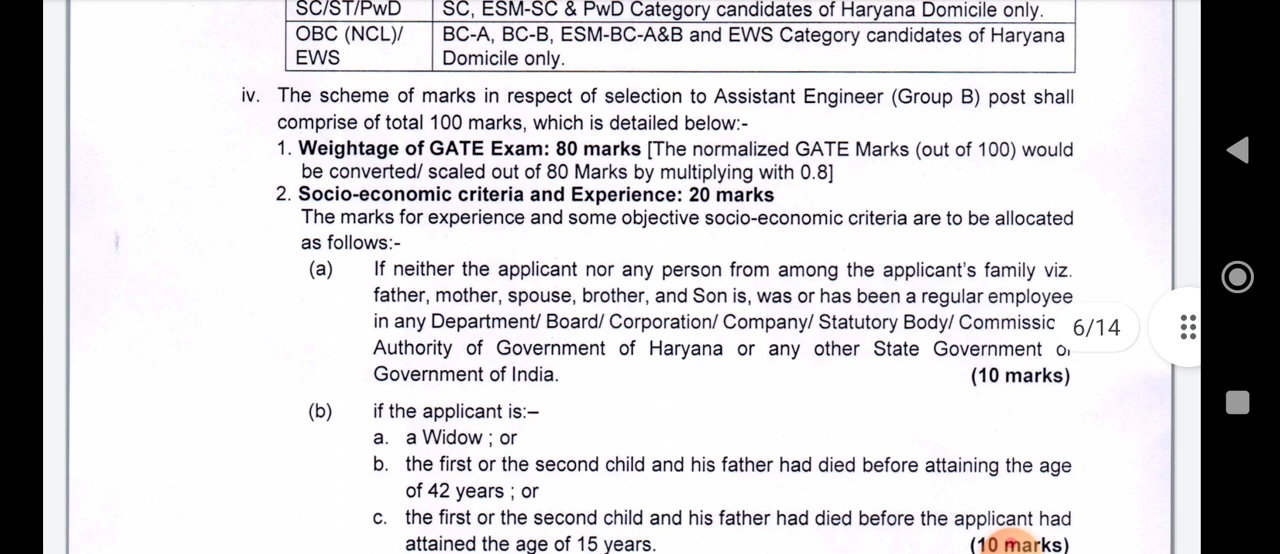 SC/ST/PwD SC, ESM-SC & PwD Category candidates of Haryana Domicile only.
OBC (NCL)/ BC-A, BC-B, ESM-BC-A&B and EWS Category candidates of Haryana
EWS Domicile only.
iv. The scheme of marks in respect of selection to Assistant Engineer (Group B) post shall
comprise of total 100 marks, which is detailed below:-
1. Weightage of GATE Exam: 80 marks [The normalized GATE Marks (out of 100) would
be converted/ scaled out of 80 Marks by multiplying with 0.8]
2. Socio-economic criteria and Experience: 20 marks
The marks for experience and some objective socio-economic criteria are to be allocated
as follows:-
(a) If neither the applicant nor any person from among the applicant's family viz.
father, mother, spouse, brother, and Son is, was or has been a regular employee
in any Department/ Board/ Corporation/ Company/ Statutory Body/
6/14
Authority of Government of Haryana or any other State Government or
Government of India. (10 marks)
(b) if the applicant is:–
a. a Widow ; or
b. the first or the second child and his father had died before attaining the age
of 42 years ; or
c. the first or the second child and his father had died before the applicant had
attained the age of 15 years. (10 marks)